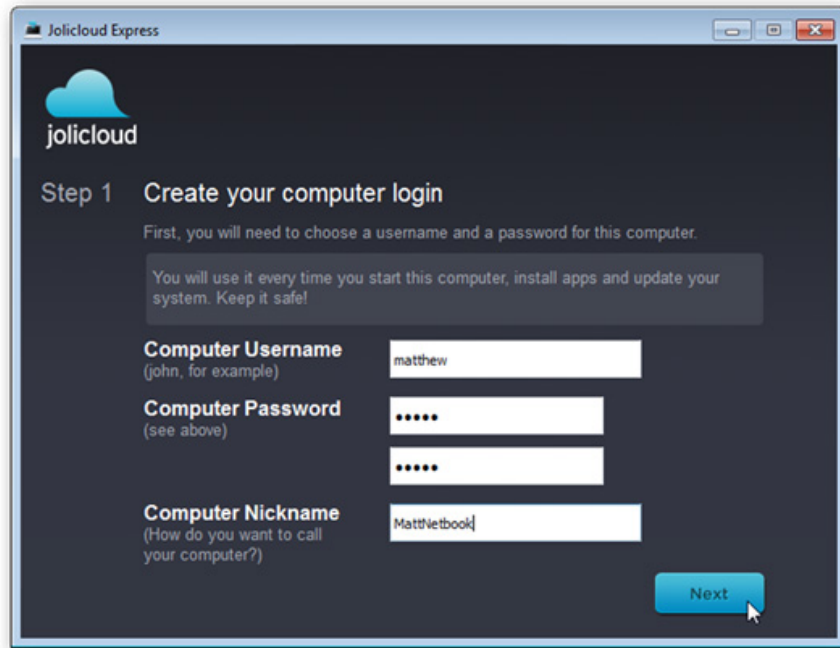 Jolicloud Express
jolicloud
Step 1 Create your computer login
First, you will need to choose a username and a password for this computer.
You will use it every time you start this computer, install apps and update your
system. Keep it safe!
Computer Username
(john, for example)
matthew
Computer Password
(see above)
•••••
•••••
Computer Nickname
(How do you want to call
your computer?)
MattNetbook
Next